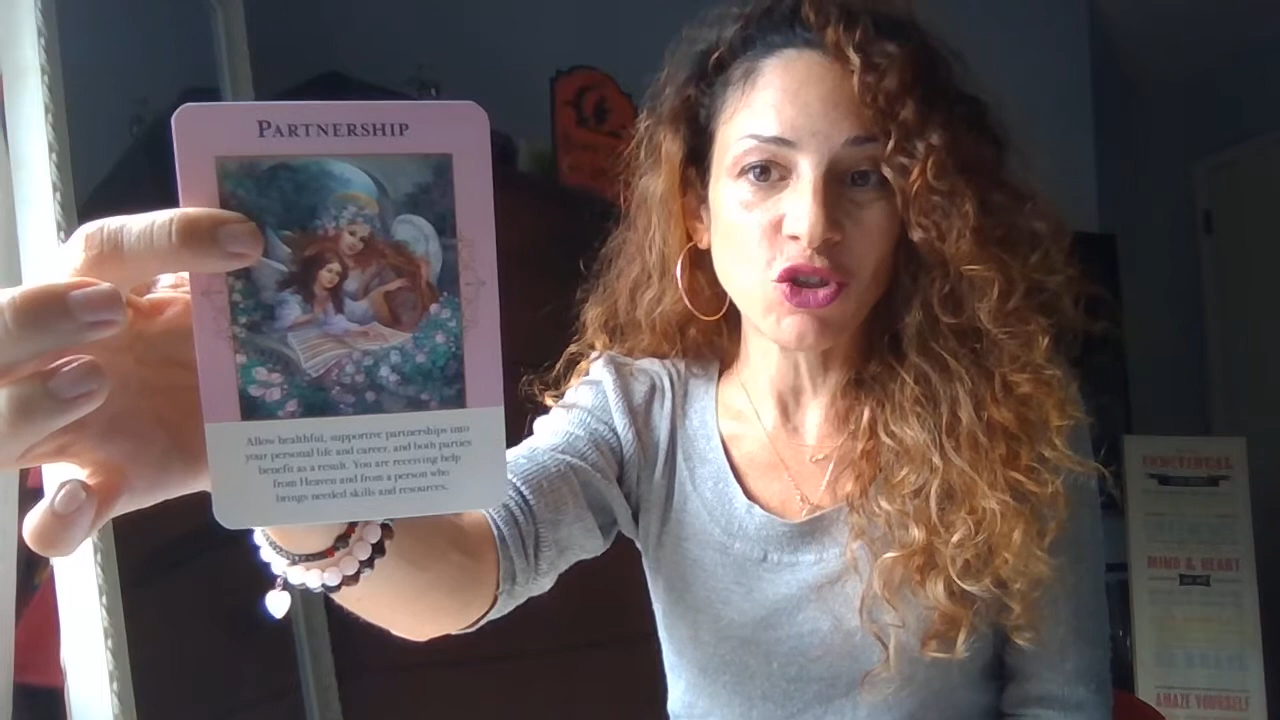 PARTNERSHIP
Allow healthful, supportive partnerships into
your personal life and career, and both parties
benefit as a result. You are receiving help
from Heaven and from a person who
brings needed skills and resources.
MIND & HEART
AMAZE YOURSELF